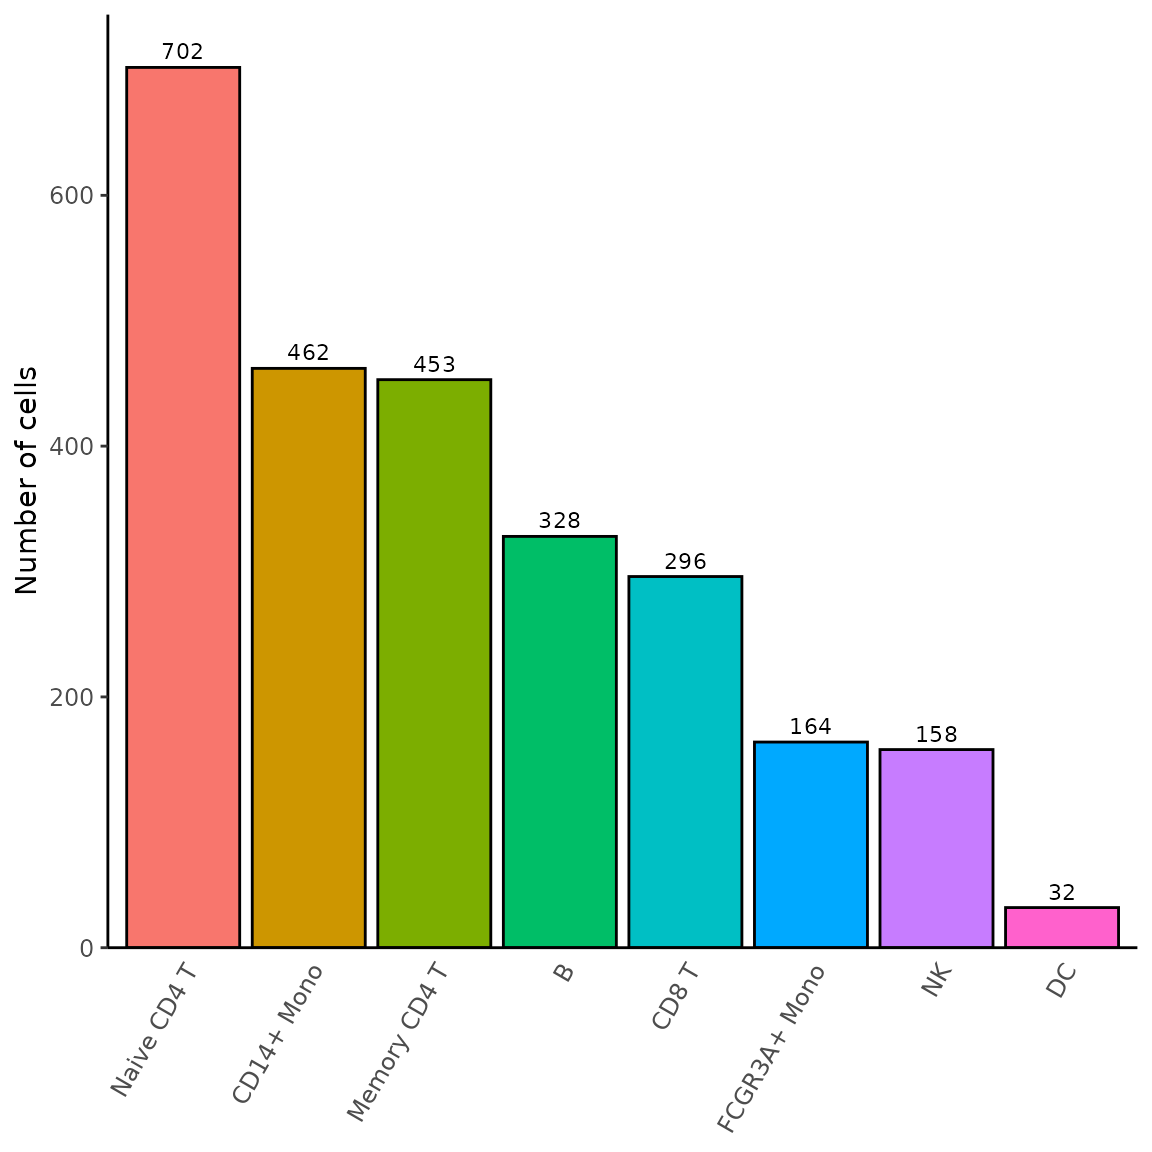 702
462
453
328
296
164
158
32
Number of cells
600
400
200
0
Naive CD4 T
CD14+ Mono
Memory CD4 T
B
CD8 T
FCGR3A+ Mono
NK
DC